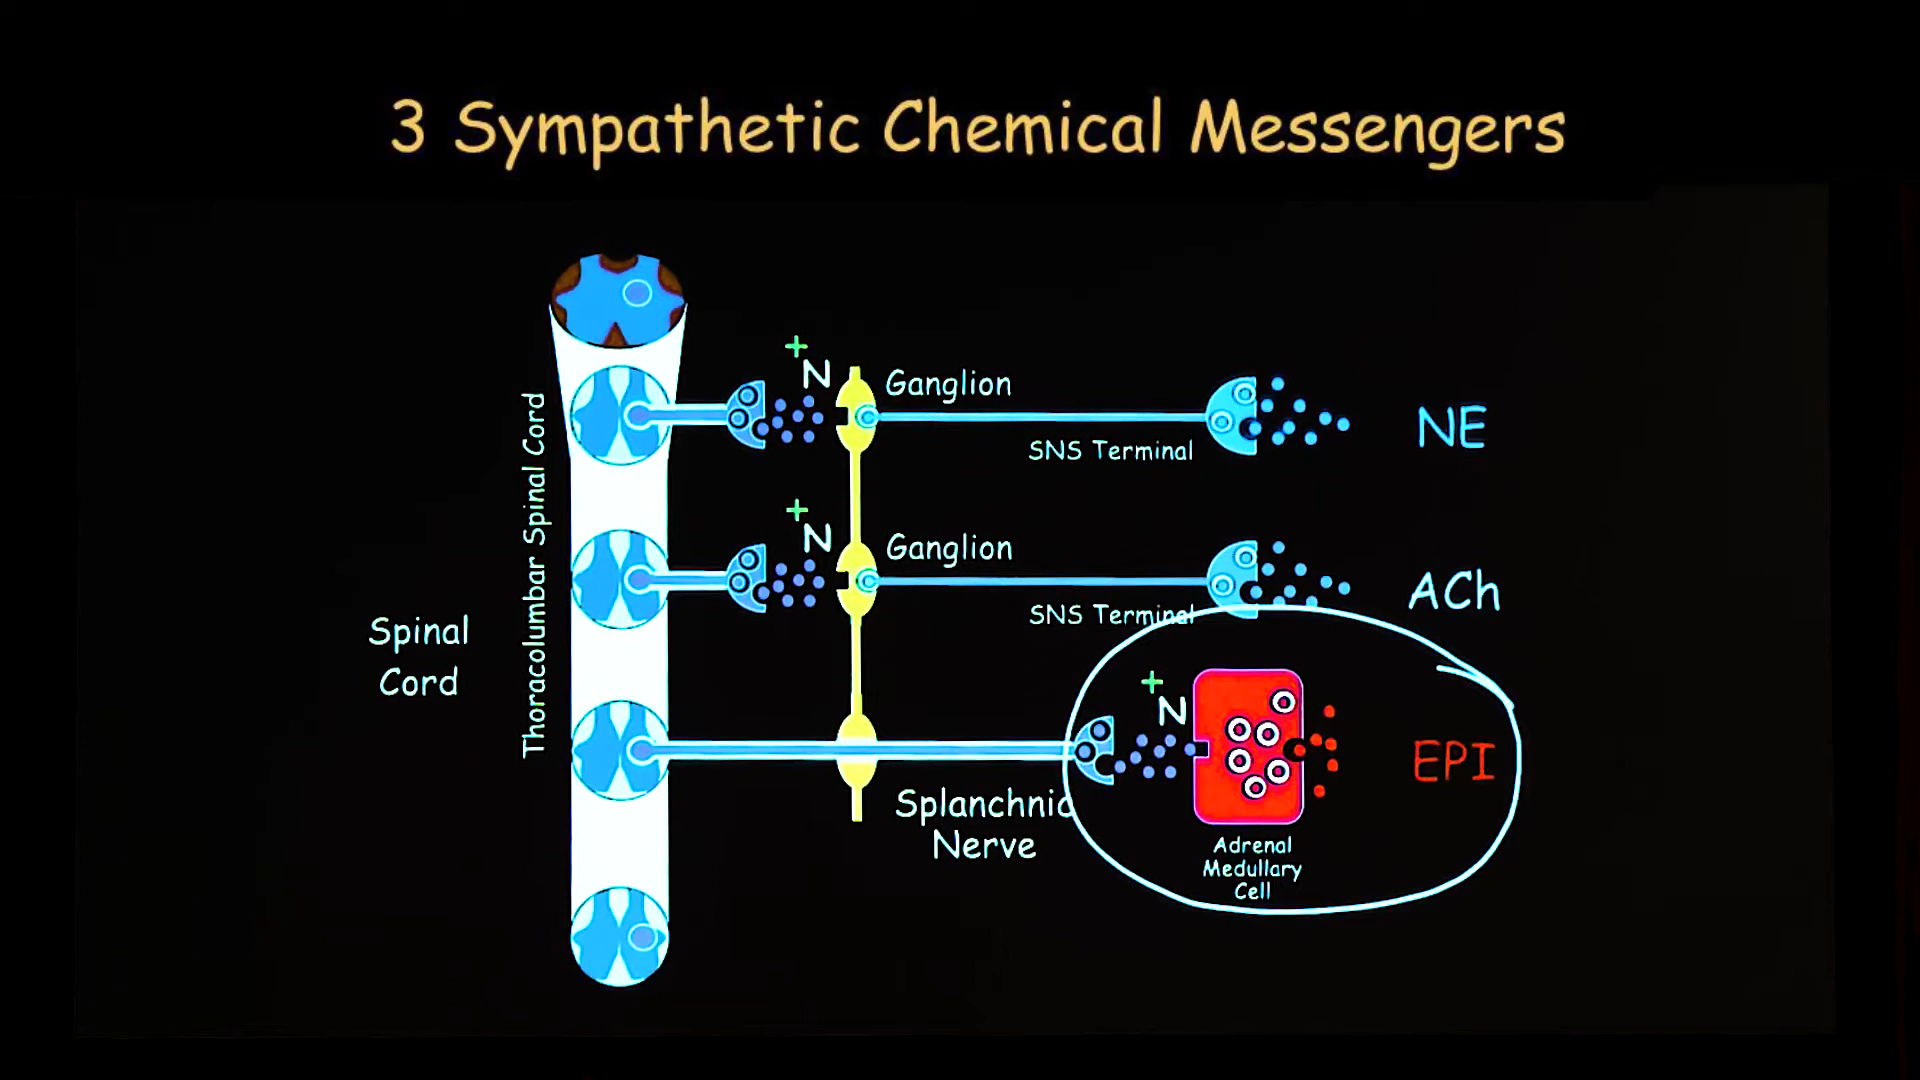 3 Sympathetic Chemical Messengers
+
N
Ganglion
SNS Terminal
NE
Thoracolumbar Spinal Cord
+
N
Ganglion
SNS Terminal
ACh
Spinal
Cord
+
N
EPI
Splanchnic
Nerve
Adrenal
Medullary
Cell